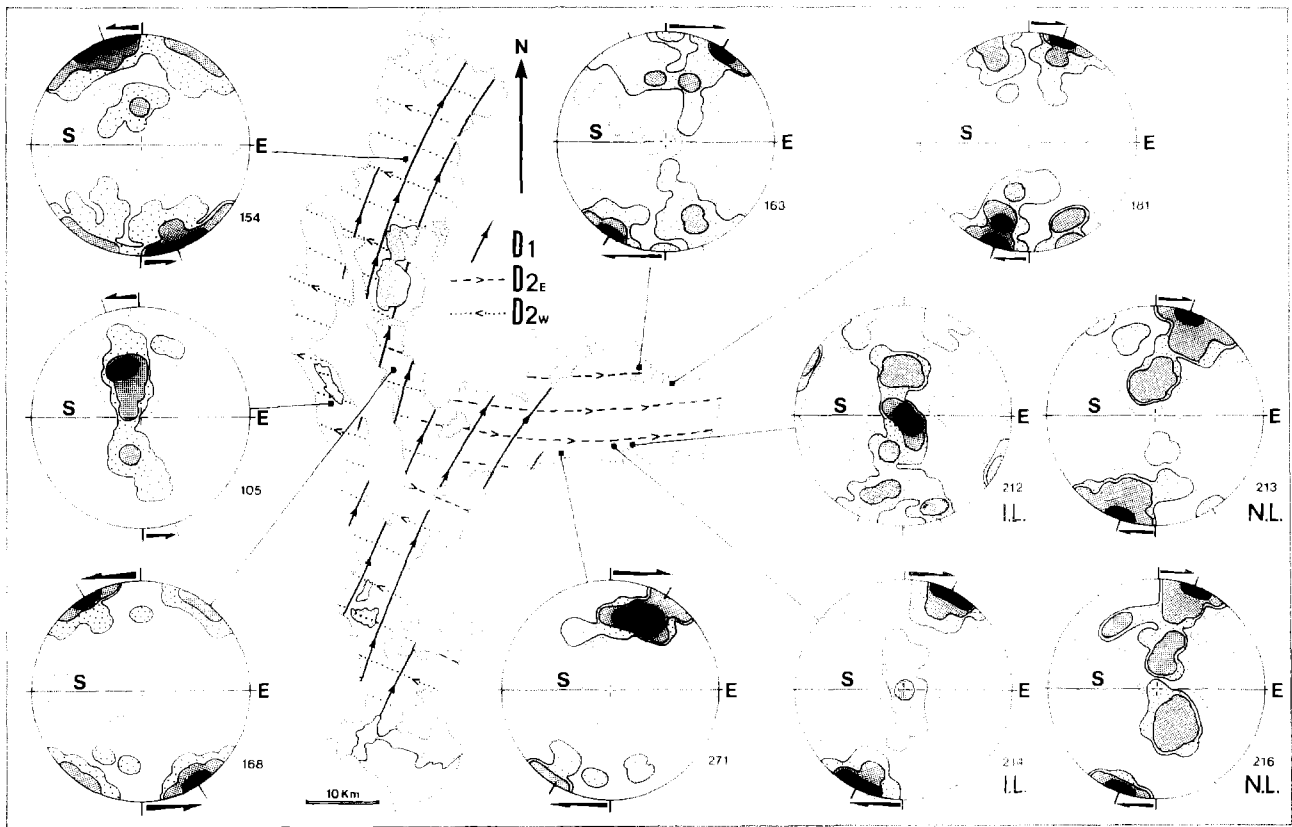 S E
154
N
S E
163
S E
181
D1
D2E
D2W
S E
105
S E
212
I.L.
S E
213
N.L.
S E
168
10 Km
S
271
S E
214
I.L.
S E
216
N.L.